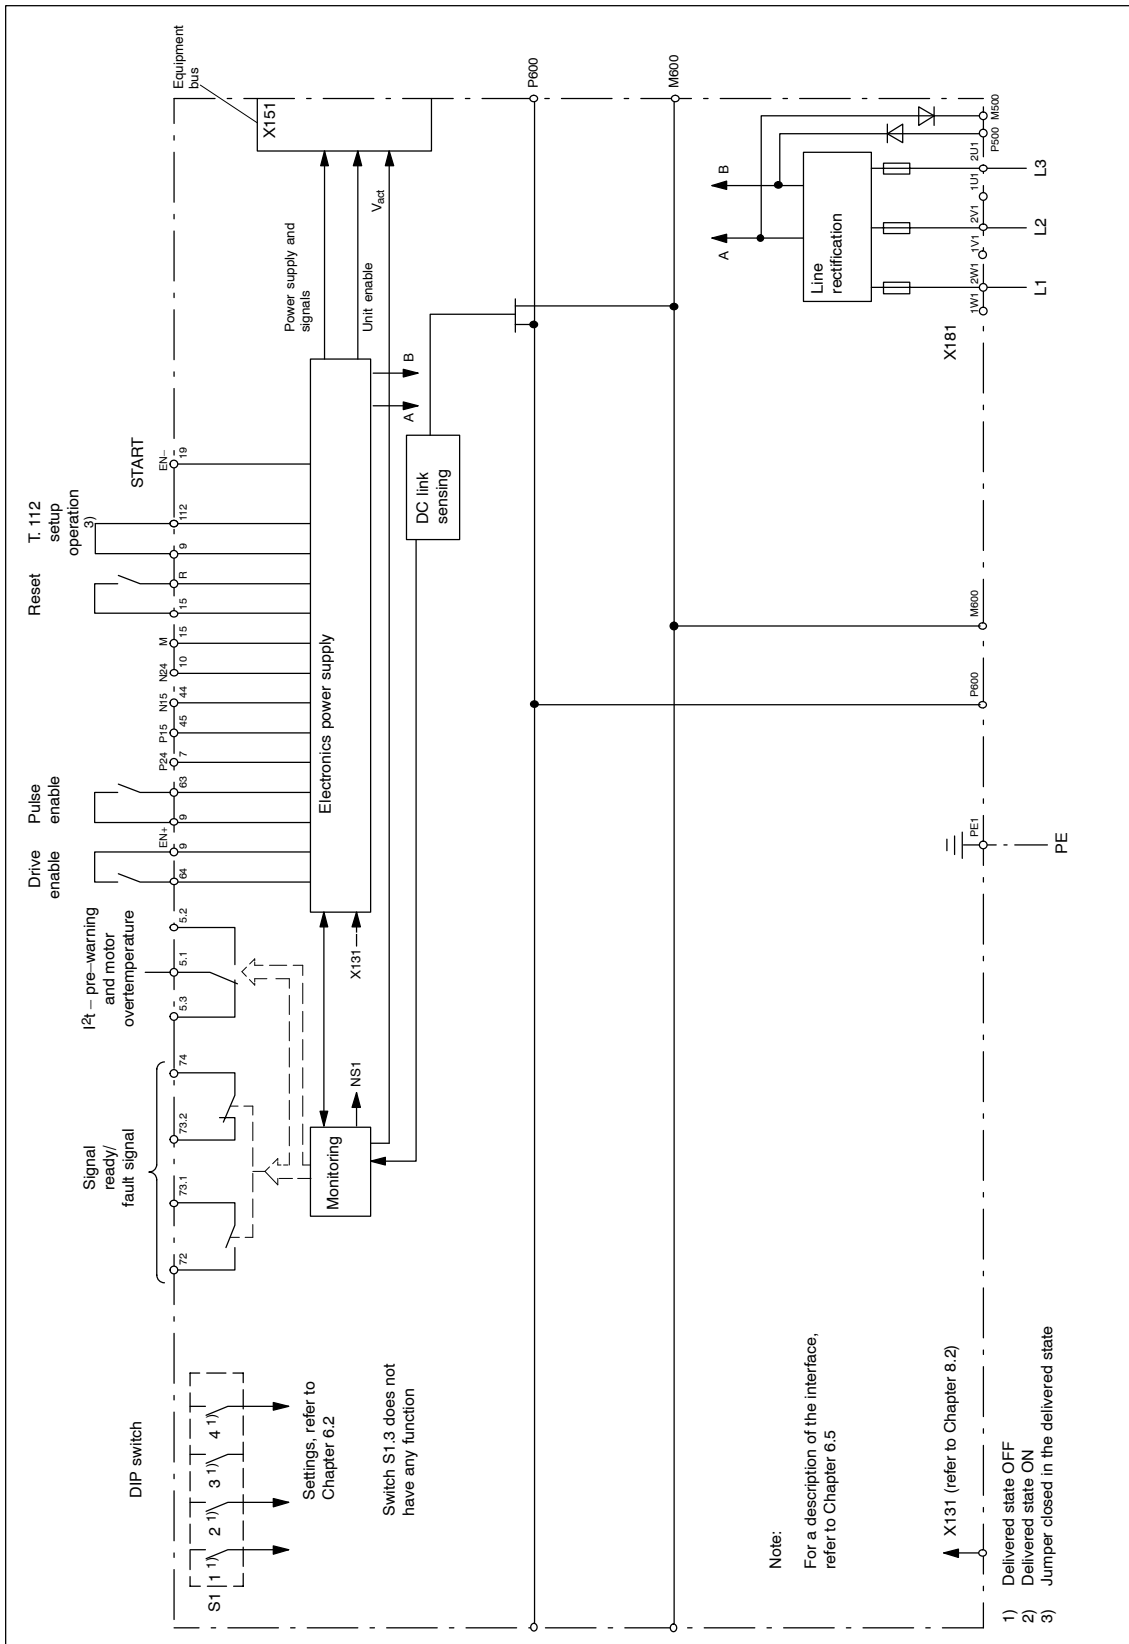 DIP switch
S1
1 1)
2 1)
3 1)
4 1)
Settings, refer to
Chapter 6.2
Switch S1.3 does not
have any function
Signal
ready/
fault signal
72
73.1
73.2
74
I²t – pre–warning
and motor
overtemperature
5.3
5.1
5.2
Drive
enable
64
9
EN+
Pulse
enable
9
63
P24
7
P15
45
N15
44
N24
10
M
15
Reset
15
R
T. 112
setup
operation
3)
9
112
START
EN–
19
Equipment
bus
X151
Monitoring
NS1
X131
Electronics power supply
Power supply and
signals
Unit enable
Vact
A
B
DC link
sensing
P600
M600
A
B
Line
rectification
X181
1W1
2W1
1V1
2V1
1U1
2U1
P500
M500
L1
L2
L3
P600
M600
PE1
PE
Note:
For a description of the interface,
refer to Chapter 6.5
X131 (refer to Chapter 8.2)
1) Delivered state OFF
2) Delivered state ON
3) Jumper closed in the delivered state